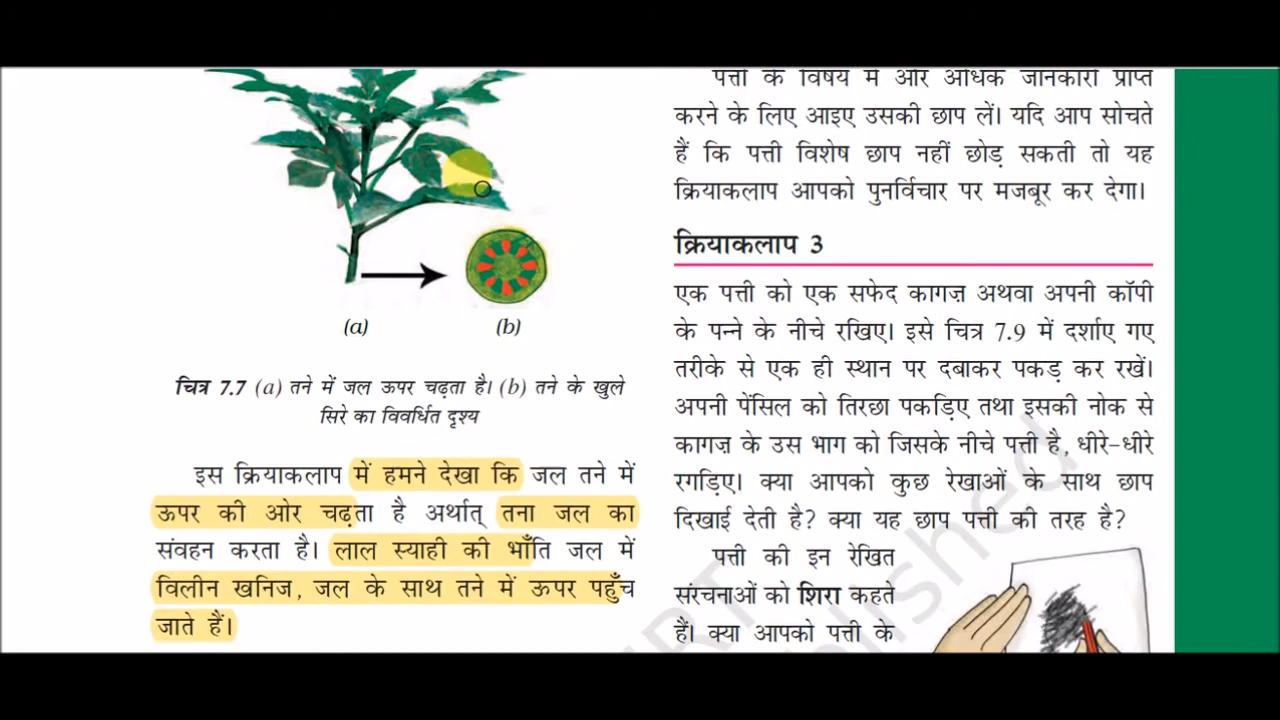 (a)
(b)
चित्र 7.7 (a) तने में जल ऊपर चढ़ता है। (b) तने के खुले
सिरे का विवर्धित दृश्य
इस क्रियाकलाप में हमने देखा कि जल तने में
ऊपर की ओर चढ़ता है अर्थात् तना जल का
संवहन करता है। लाल स्याही की भाँति जल में
विलीन खनिज, जल के साथ तने में ऊपर पहुँच
जाते हैं।
पत्ती के विषय में और अधिक जानकारी प्राप्त
करने के लिए आइए उसकी छाप लें। यदि आप सोचते
हैं कि पत्ती विशेष छाप नहीं छोड़ सकती तो यह
क्रियाकलाप आपको पुनर्विचार पर मजबूर कर देगा।
क्रियाकलाप 3
एक पत्ती को एक सफेद कागज़ अथवा अपनी कॉपी
के पन्ने के नीचे रखिए। इसे चित्र 7.9 में दर्शाए गए
तरीके से एक ही स्थान पर दबाकर पकड़ कर रखें।
अपनी पेंसिल को तिरछा पकड़िए तथा इसकी नोक से
कागज़ के उस भाग को जिसके नीचे पत्ती है, धीरे-धीरे
रगड़िए। क्या आपको कुछ रेखाओं के साथ छाप
दिखाई देती है? क्या यह छाप पत्ती की तरह है?
पत्ती की इन रेखित
संरचनाओं को शिरा कहते
हैं। क्या आपको पत्ती के